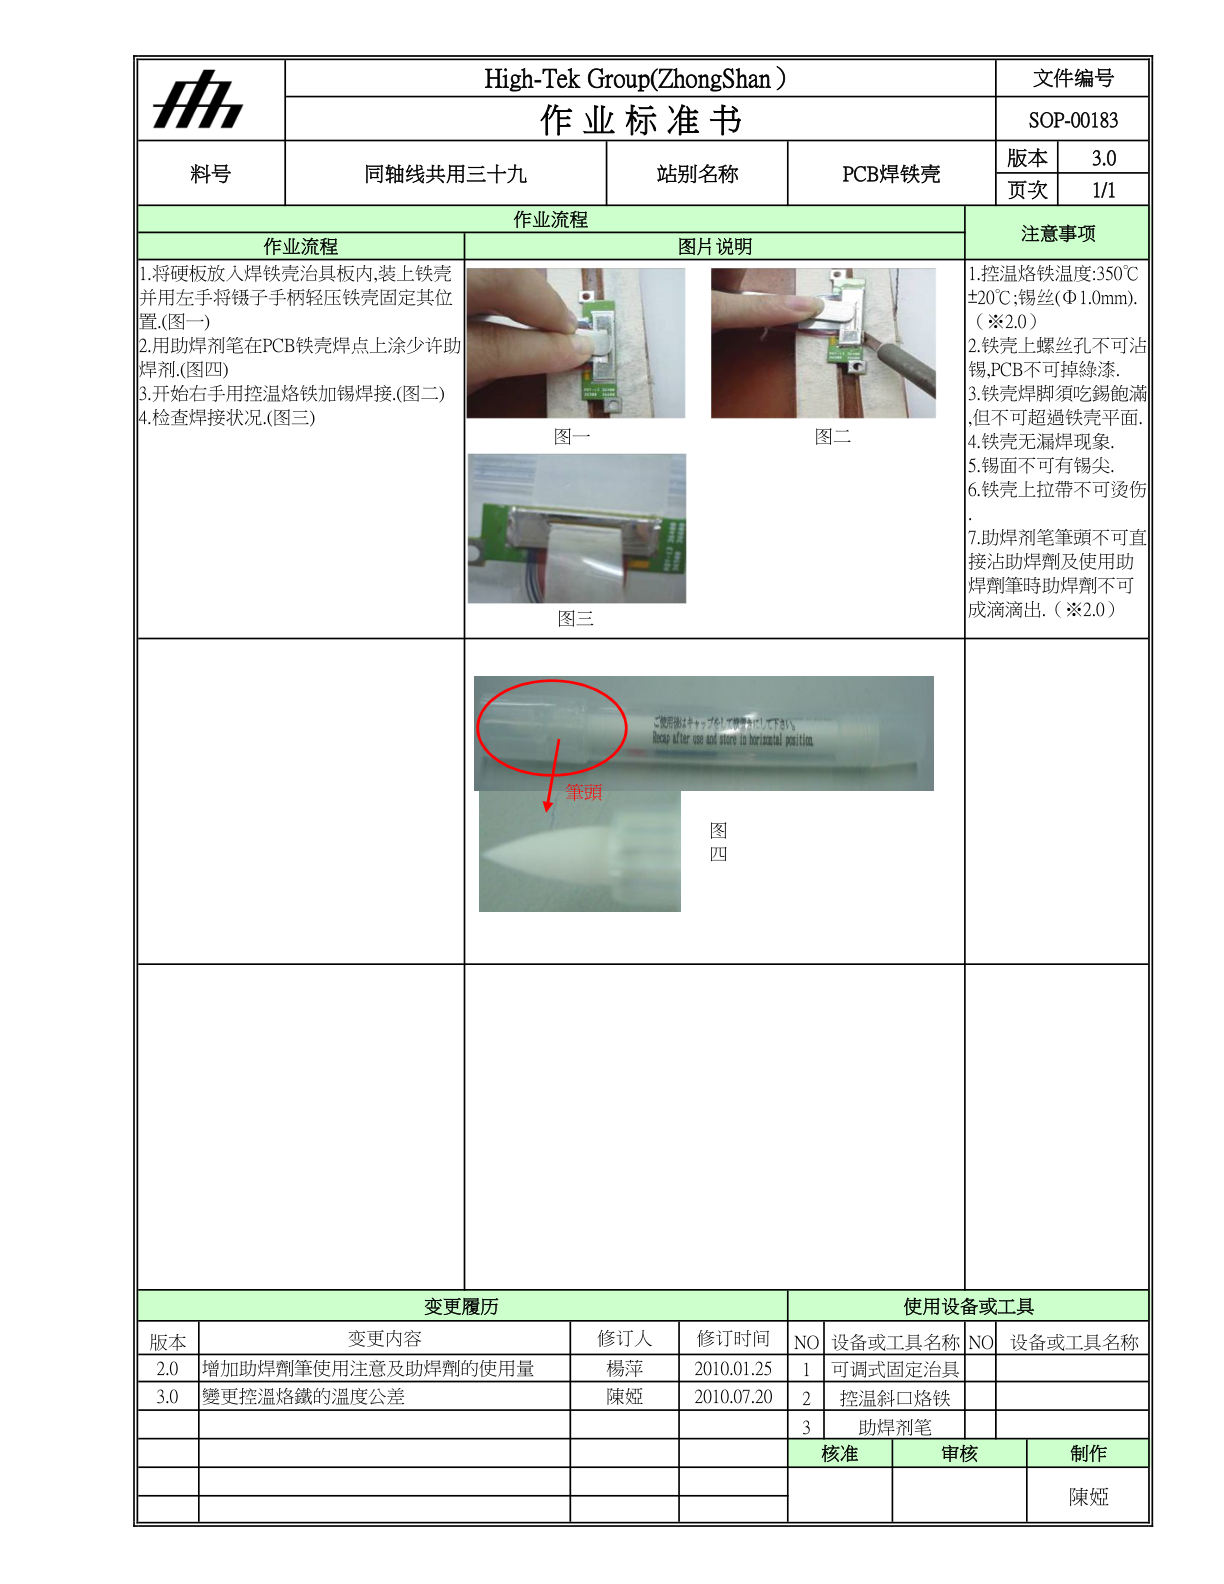 High-Tek Group(ZhongShan）
文件编号
作 业 标 准 书
SOP-00183
料号
同轴线共用三十九
站别名称
PCB焊铁壳
版本
3.0
页次
1/1
作业流程
注意事项
作业流程
图片说明
1.将硬板放入焊铁壳治具板内,装上铁壳
并用左手将镊子手柄轻压铁壳固定其位
置.(图一)
2.用助焊剂笔在PCB铁壳焊点上涂少许助
焊剂.(图四)
3.开始右手用控温烙铁加锡焊接.(图二)
4.检查焊接状况.(图三)
图一
图二
图三
1.控温烙铁温度:350℃
±20℃;锡丝(Φ1.0mm).
（※2.0）
2.铁壳上螺丝孔不可沾
锡,PCB不可掉綠漆.
3.铁壳焊脚須吃錫飽滿
,但不可超過铁壳平面.
4.铁壳无漏焊现象.
5.锡面不可有锡尖.
6.铁壳上拉带不可烫伤
.
7.助焊剂笔筆頭不可直
接沾助焊劑及使用助
焊劑筆時助焊劑不可
成滴滴出.（※2.0）
ご使用後はキャップをして横置きにして下さい。
Recap after use and store in horizontal position.
筆頭
图
四
变更履历
使用设备或工具
版本
变更内容
修订人
修订时间
NO
设备或工具名称
NO
设备或工具名称
2.0
增加助焊劑筆使用注意及助焊劑的使用量
楊萍
2010.01.25
1
可调式固定治具
3.0
變更控溫烙鐵的溫度公差
陳婭
2010.07.20
2
控温斜口烙铁
3
助焊剂笔
核准
审核
制作
陳婭